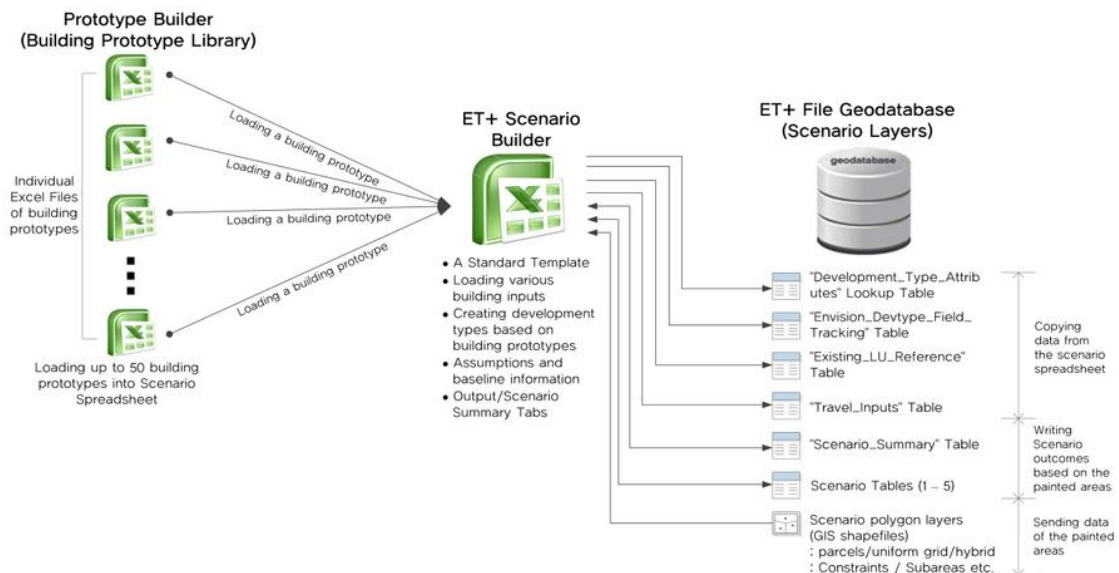 Prototype Builder
(Building Prototype Library)
Individual
Excel Files
of building
prototypes
Loading a building prototype
Loading a building prototype
Loading a building prototype
Loading a building prototype
Loading up to 50 building
prototypes into Scenario
Spreadsheet
ET+ Scenario
Builder
• A Standard Template
• Loading various
building inputs
• Creating development
types based on
building prototypes
• Assumptions and
baseline information
• Output/Scenario
Summary Tabs
ET+ File Geodatabase
(Scenario Layers)
geodatabase
"Development_Type_Attrib
utes" Lookup Table
"Envision_Devtype_Field_
Tracking" Table
"Existing_LU_Reference"
Table
"Travel_Inputs" Table
"Scenario_Summary" Table
Scenario Tables (1 – 5)
Scenario polygon layers
(GIS shapefiles)
: parcels/uniform grid/hybrid
: Constraints / Subareas etc.
Copying
data from
the scenario
spreadsheet
Writing
Scenario
outcomes
based on the
painted areas
Sending data
of the painted
areas